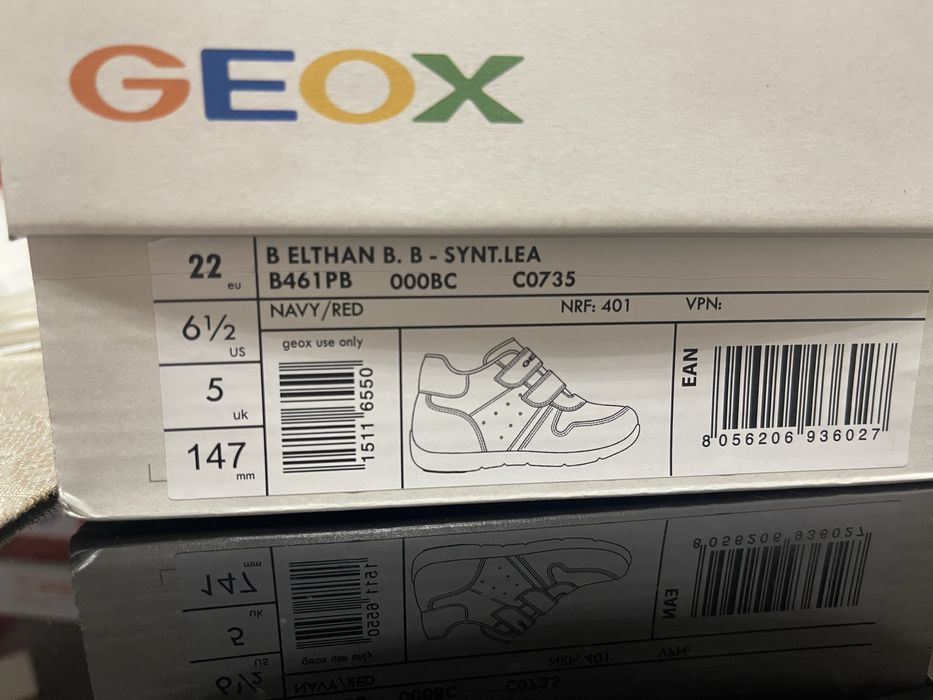 GEOX
22 eu
B ELTHAN B. B - SYNT.LEA
B461PB 000BC C0735
NAVY/RED NRF: 401 VPN:
6½ US
5 uk
147 mm
geox use only
1511 6550
EAN
8 056206 936027